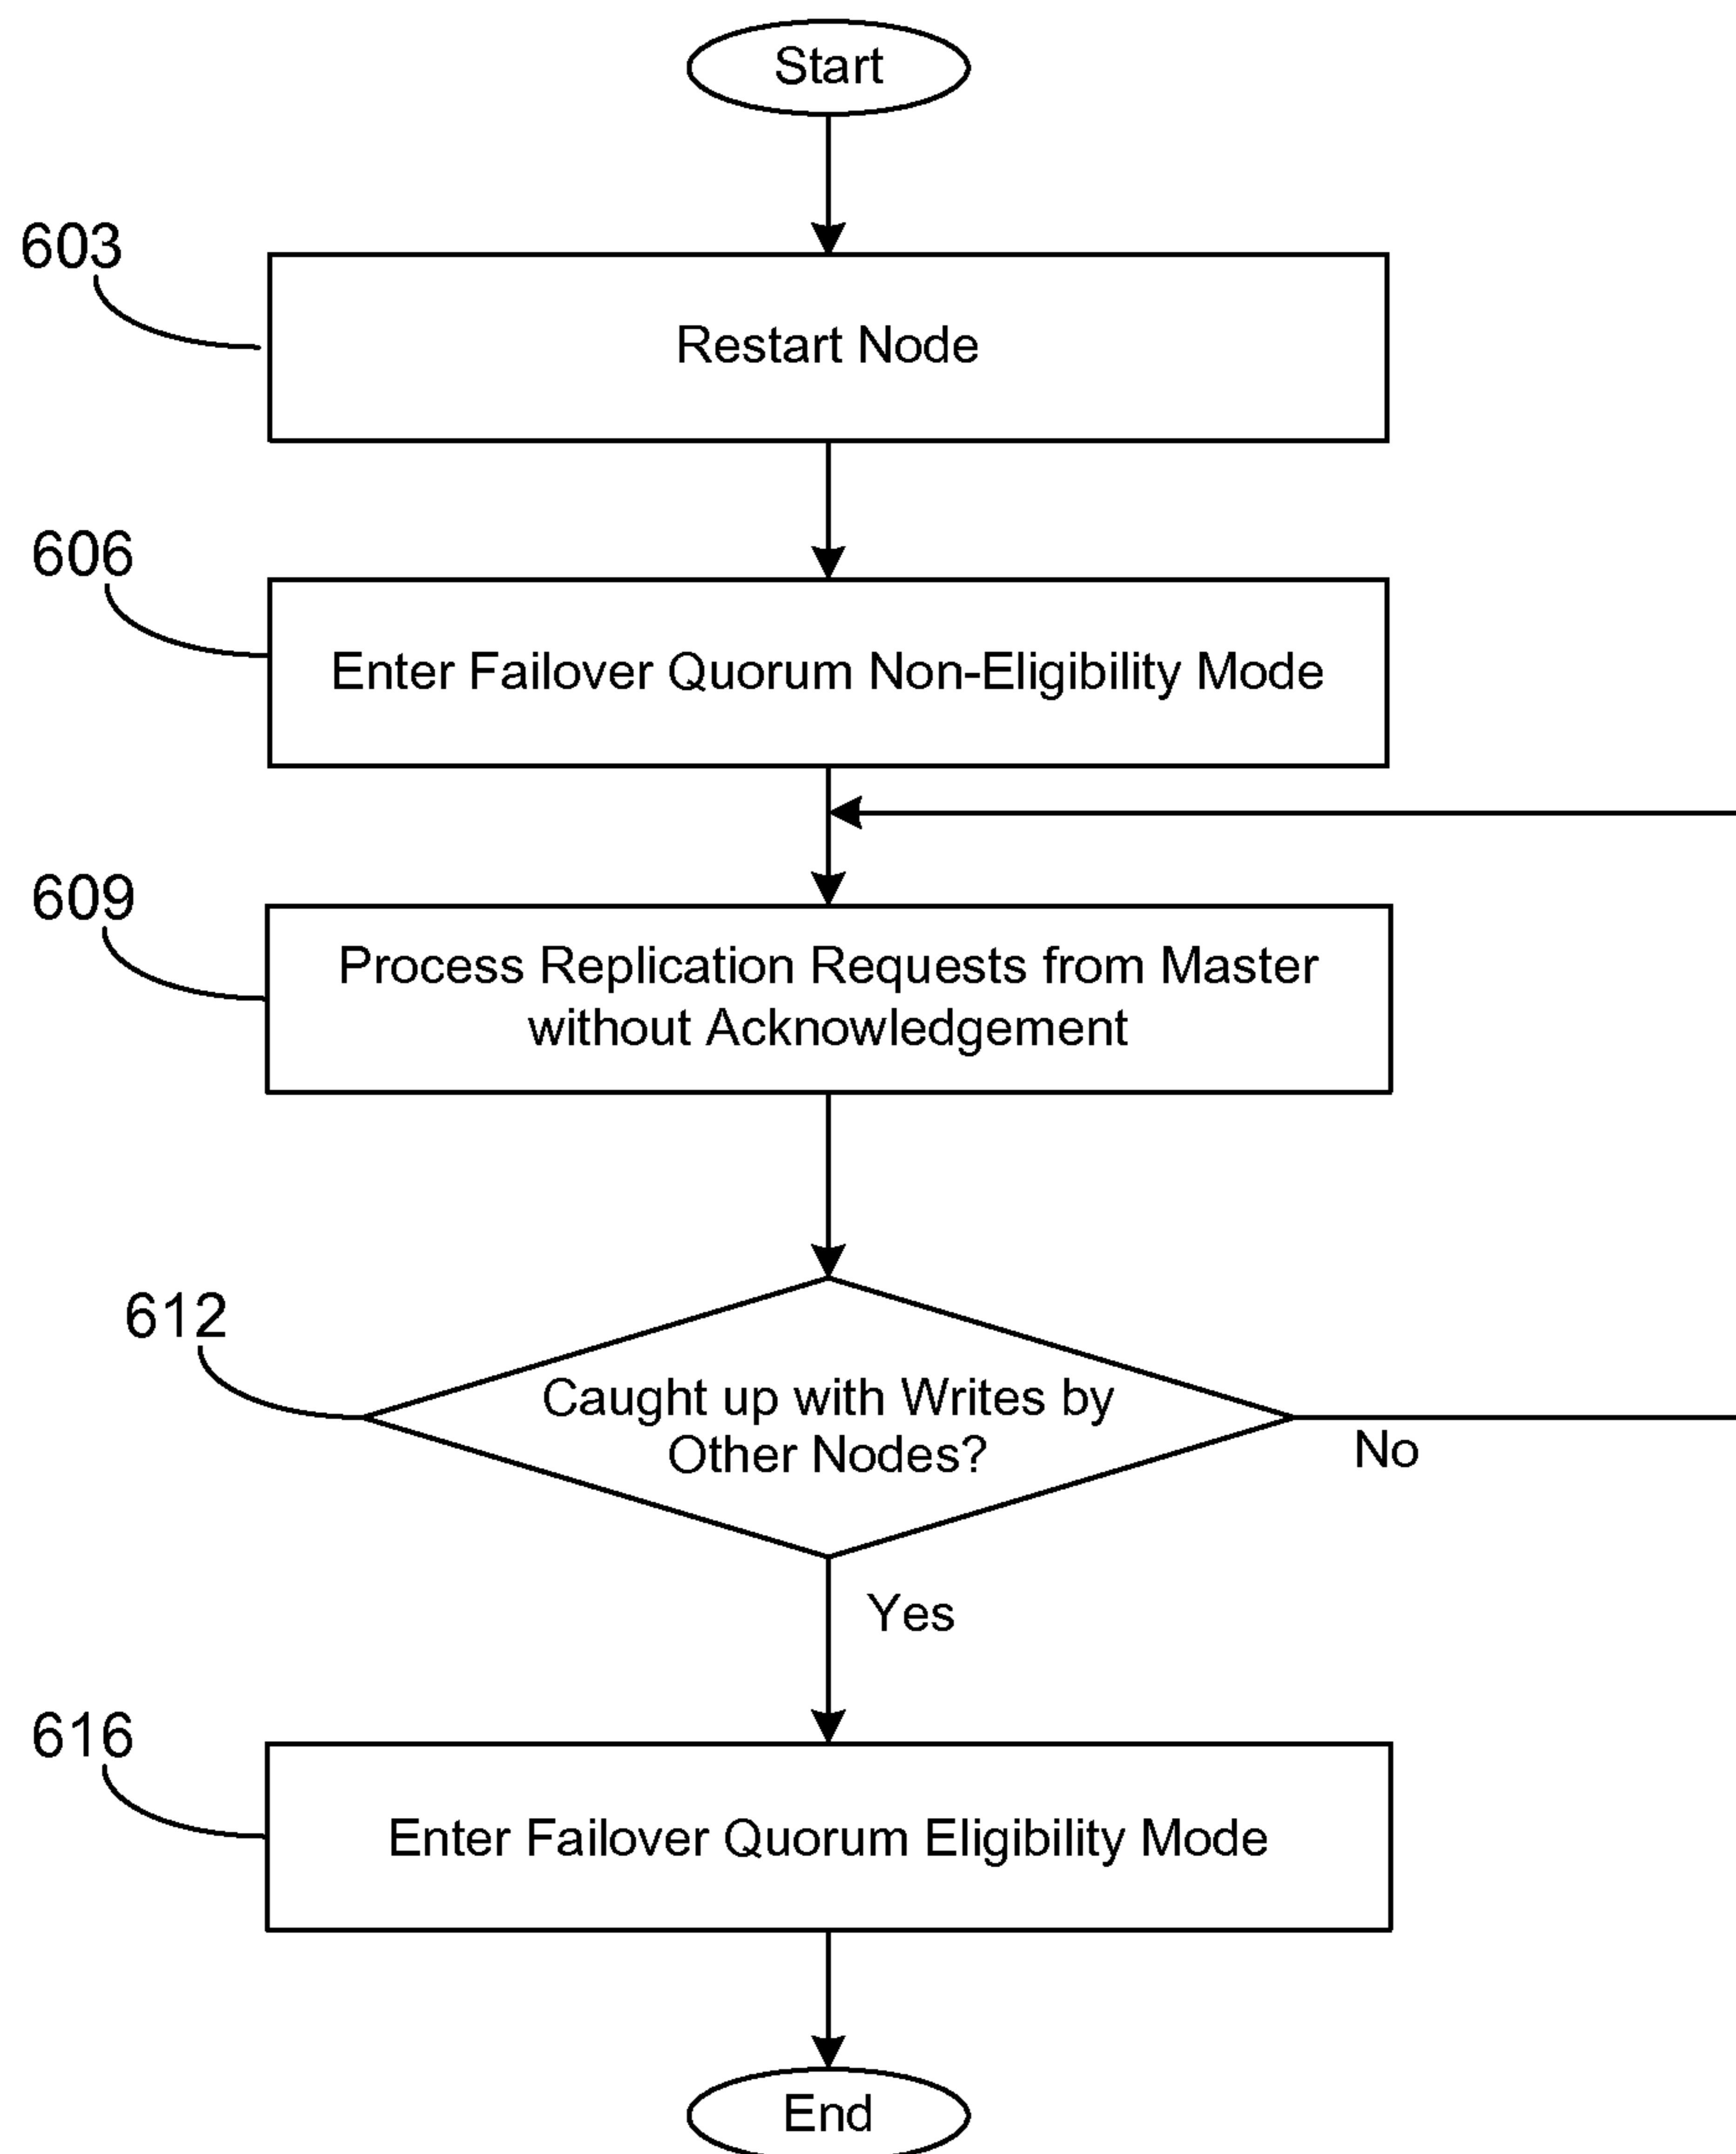 Start
603
Restart Node
606
Enter Failover Quorum Non-Eligibility Mode
609
Process Replication Requests from Master
without Acknowledgement
612
Caught up with Writes by
Other Nodes?
No
Yes
616
Enter Failover Quorum Eligibility Mode
End